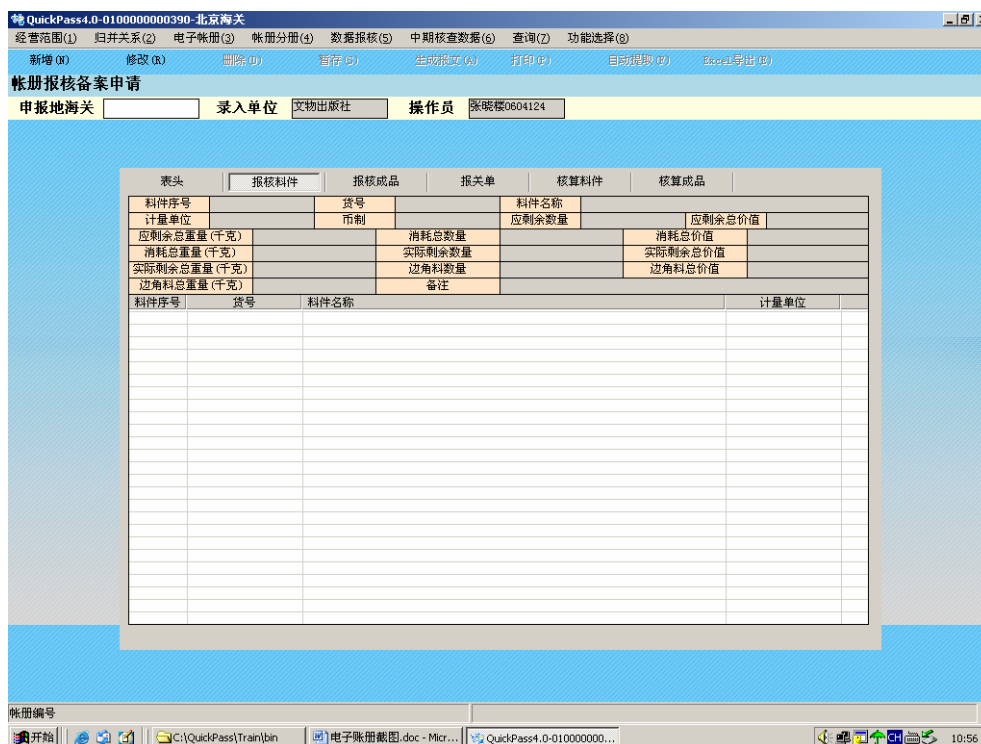 QuickPass4.0-0100000000390-北京海关
经营范围(1) 归并关系(2) 电子帐册(3) 帐册分册(4) 数据报核(5) 中期核查数据(6) 查询(7) 功能选择(8)
新增(N) 修改(R) 删除(D) 暂存(S) 生成报文(A) 打印(P) 自动提取(F) Excel导出(E)
帐册报核备案申请
申报地海关 录入单位 文物出版社 操作员 张晓楼0604124
表头 报核料件 报核成品 报关单 核算料件 核算成品
料件序号 货号 料件名称
计量单位 币制 应剩余数量 应剩余总价值
应剩余总重量(千克) 消耗总数量 消耗总价值
消耗总重量(千克) 实际剩余数量 实际剩余总价值
实际剩余总重量(千克) 边角料数量 边角料总价值
边角料总重量(千克) 备注
料件序号 货号 料件名称 计量单位
帐册编号
开始 C:\QuickPass\Train\bin 电子账册截图.doc - Micr... QuickPass4.0-010000000... CH 10:56